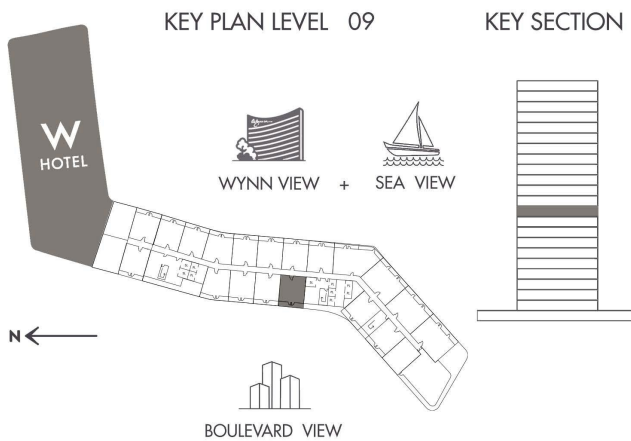 KEY PLAN LEVEL 09
KEY SECTION
W
HOTEL
WYNN VIEW + SEA VIEW
N
BOULEVARD VIEW